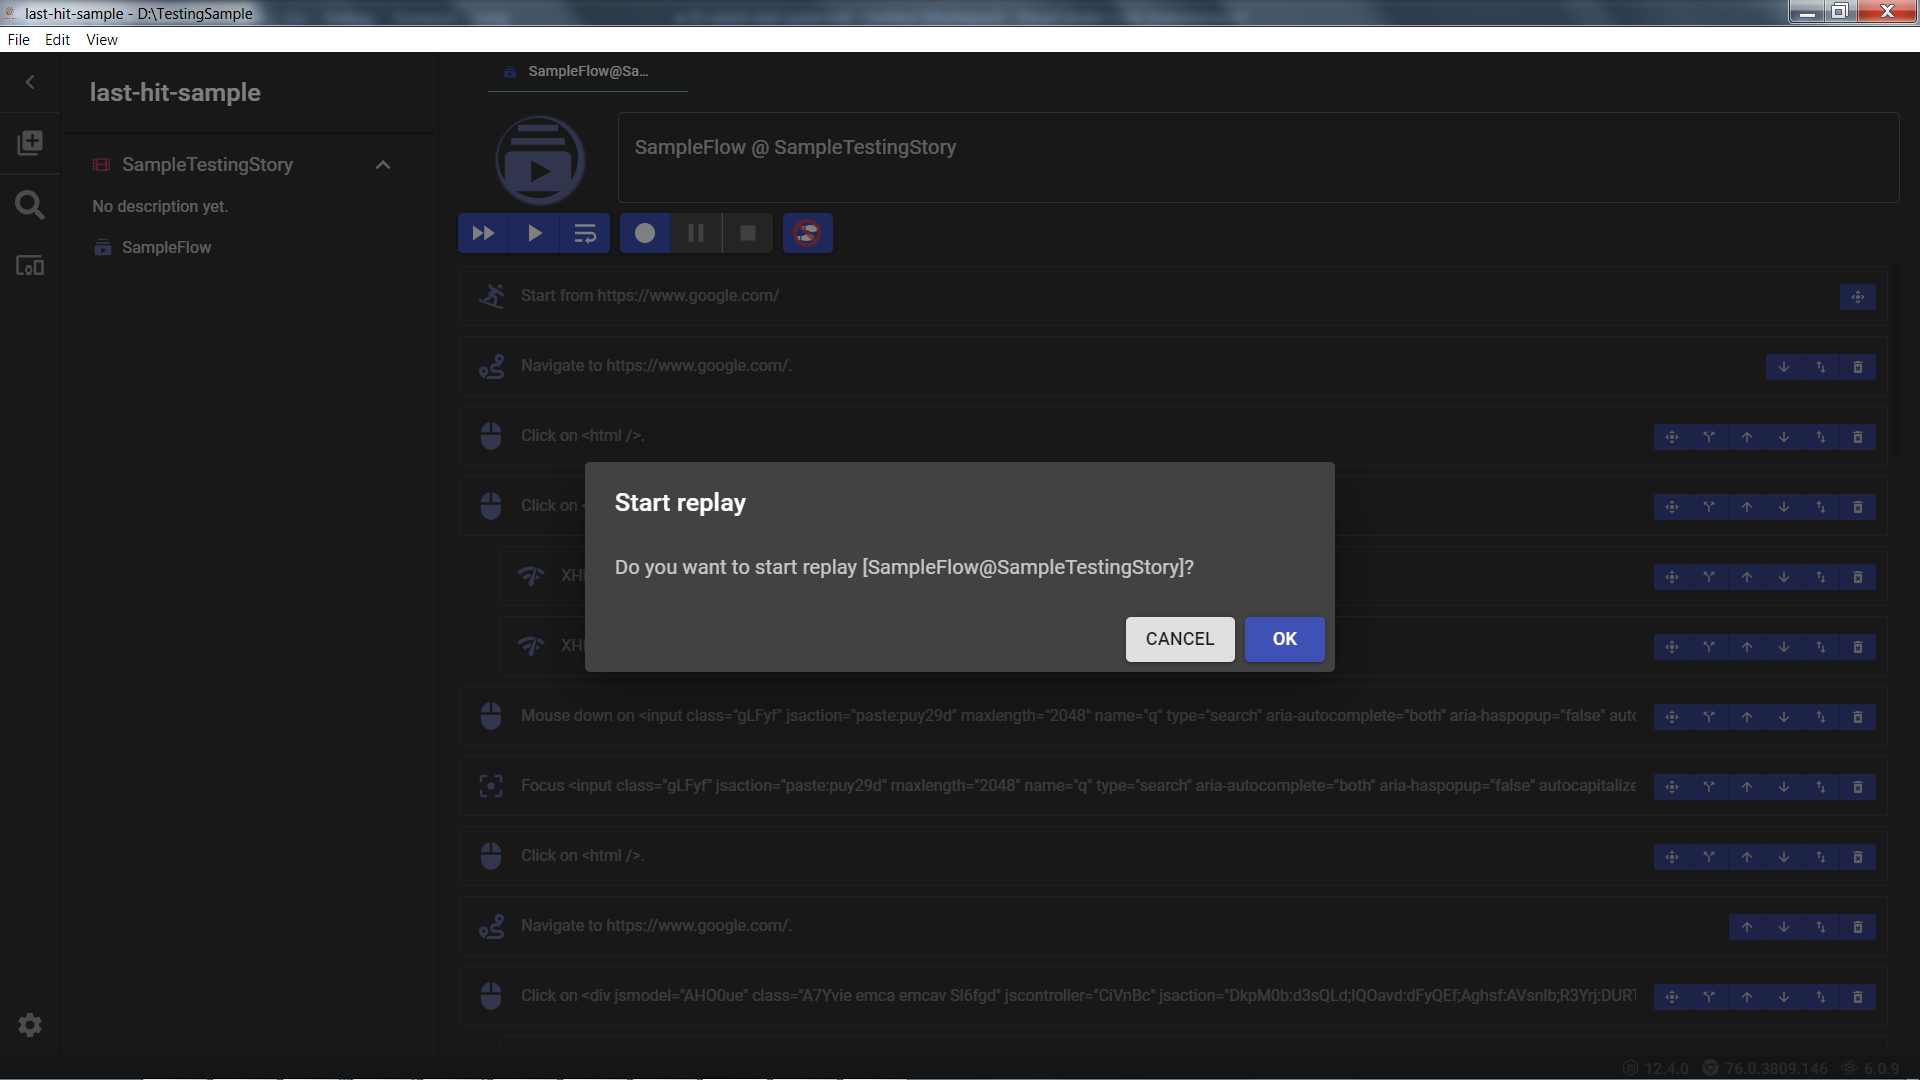 last-hit-sample - D:\TestingSample
File Edit View
last-hit-sample
SampleTestingStory
No description yet.
SampleFlow
SampleFlow@Sa...
SampleFlow @ SampleTestingStory
Start from https://www.google.com/
Navigate to https://www.google.com/.
Click on <html />.
Click on
XH
XH
Start replay
Do you want to start replay [SampleFlow@SampleTestingStory]?
CANCEL OK
Mouse down on <input class="gLFyf" jsaction="paste:puy29d" maxlength="2048" name="q" type="search" aria-autocomplete="both" aria-haspopup="false" auto
Focus <input class="gLFyf" jsaction="paste:puy29d" maxlength="2048" name="q" type="search" aria-autocomplete="both" aria-haspopup="false" autocapitalize
Click on <html />.
Navigate to https://www.google.com/.
Click on <div jsmodel="AHO0ue" class="A7Yvie emca emcav Sl6fgd" jscontroller="CiVnBc" jsaction="DkpM0b:d3sQLd;IQOavd:dFyQEf;Aghsf:AVsnlb;R3Yrj:DURT
12.4.0 76.0.3809.146 6.0.9